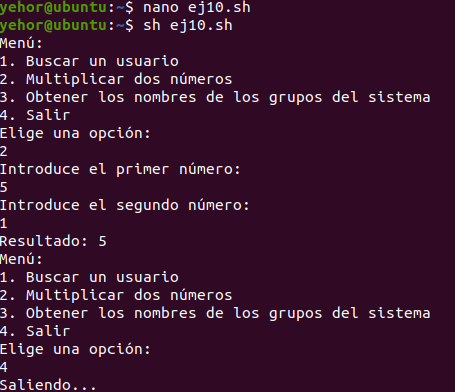 yehor@ubuntu:~$ nano ej10.sh
yehor@ubuntu:~$ sh ej10.sh
Menú:
1. Buscar un usuario
2. Multiplicar dos números
3. Obtener los nombres de los grupos del sistema
4. Salir
Elige una opción:
2
Introduce el primer número:
5
Introduce el segundo número:
1
Resultado: 5
Menú:
1. Buscar un usuario
2. Multiplicar dos números
3. Obtener los nombres de los grupos del sistema
4. Salir
Elige una opción:
4
Saliendo...